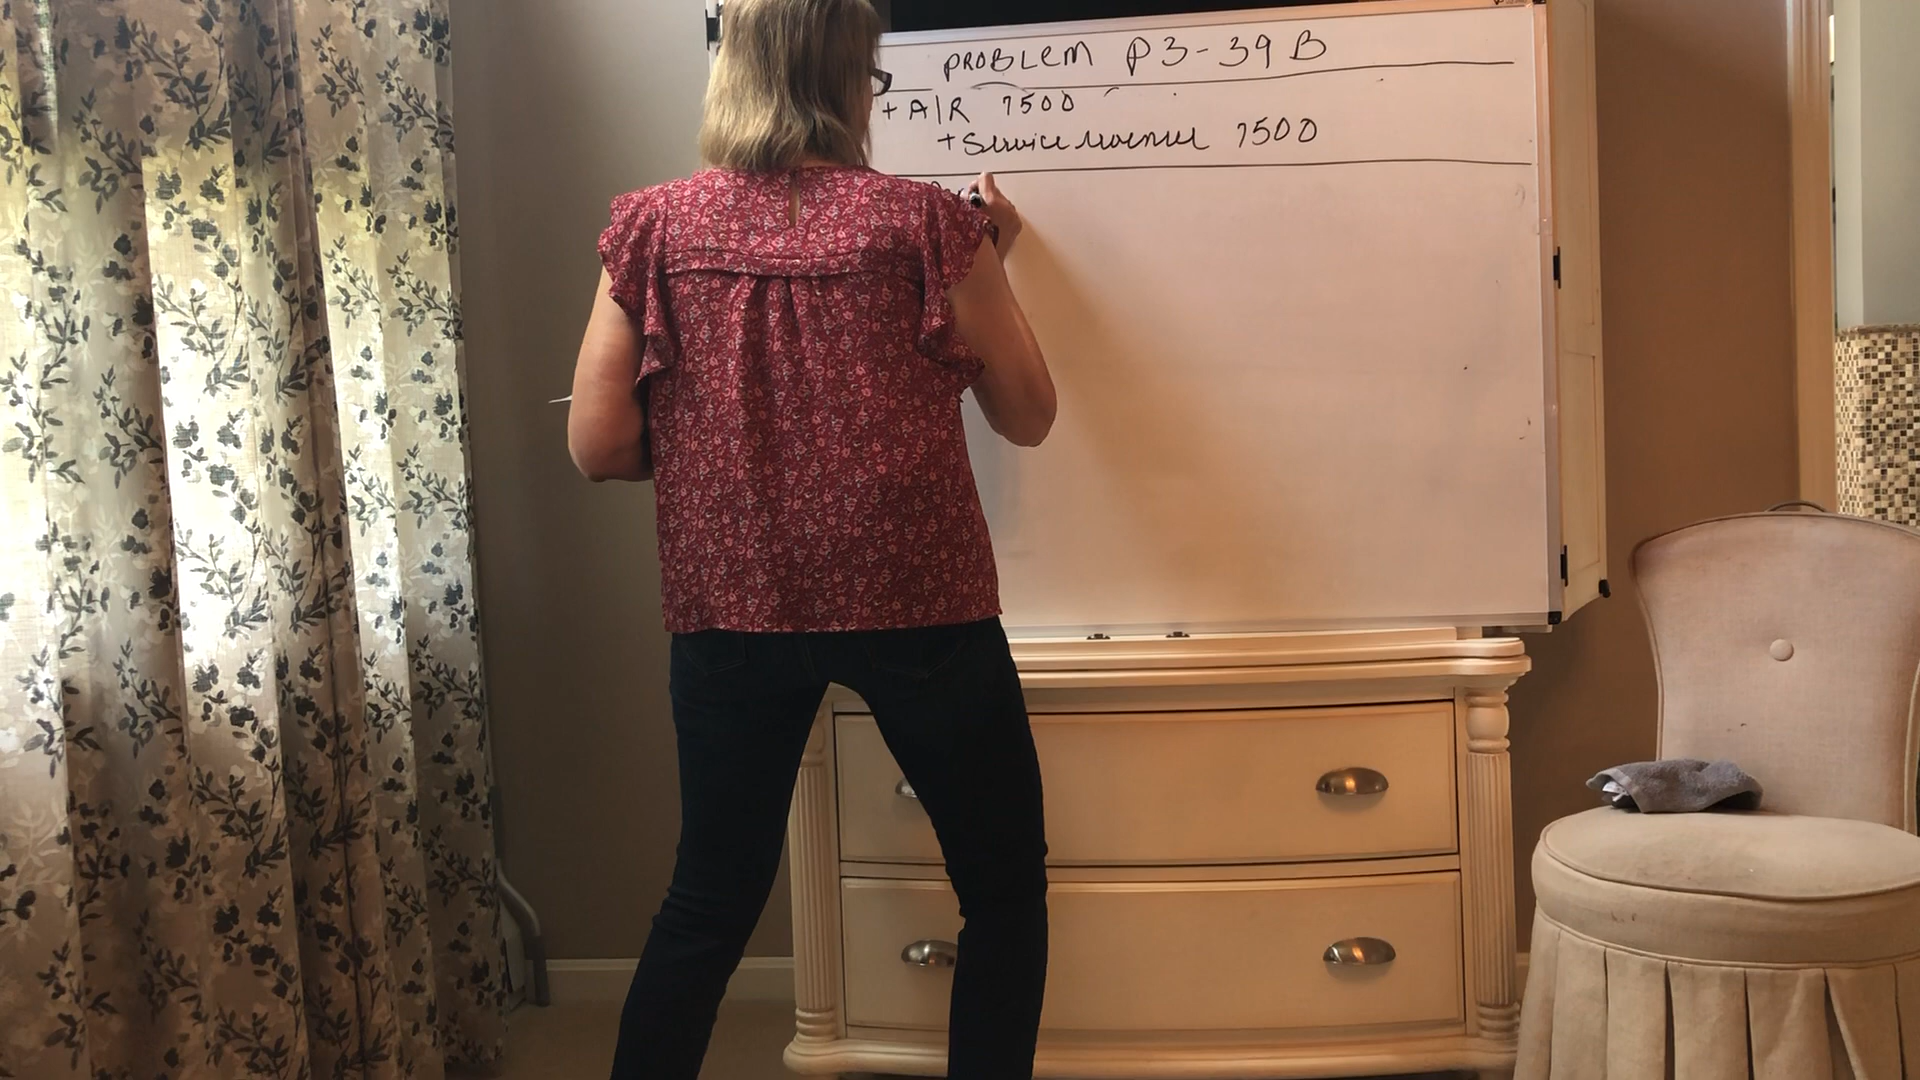 PROBLEM P3-39B
+ A/R 7500
+ Service revenue 7500